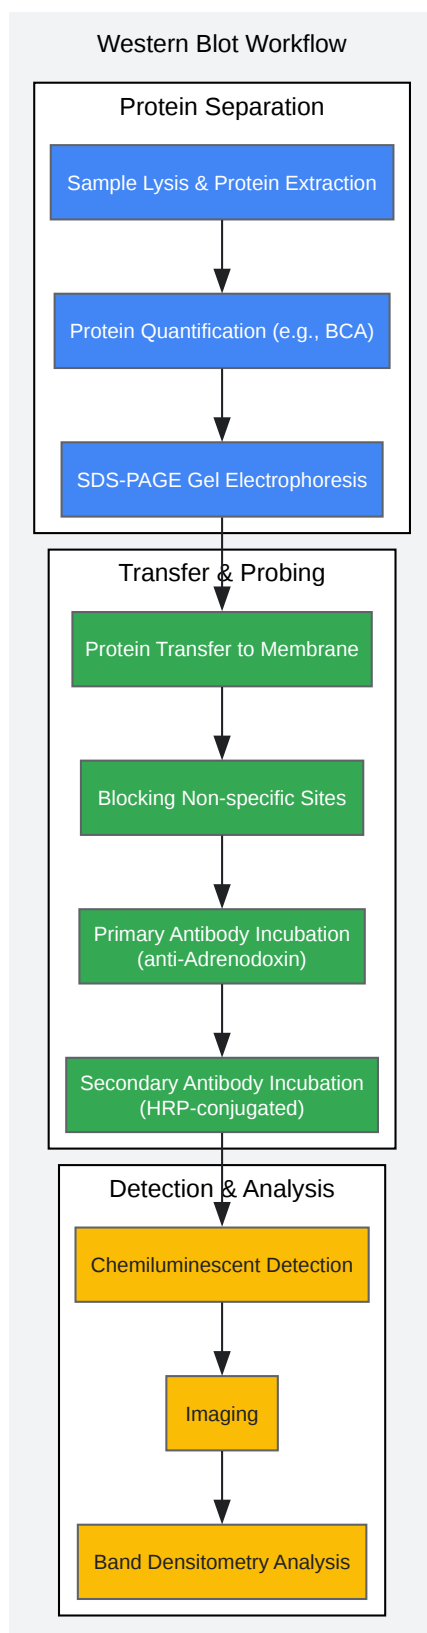 Western Blot Workflow
Protein Separation
Sample Lysis & Protein Extraction
Protein Quantification (e.g., BCA)
SDS-PAGE Gel Electrophoresis
Transfer & Probing
Protein Transfer to Membrane
Blocking Non-specific Sites
Primary Antibody Incubation
(anti-Adrenodoxin)
Secondary Antibody Incubation
(HRP-conjugated)
Detection & Analysis
Chemiluminescent Detection
Imaging
Band Densitometry Analysis